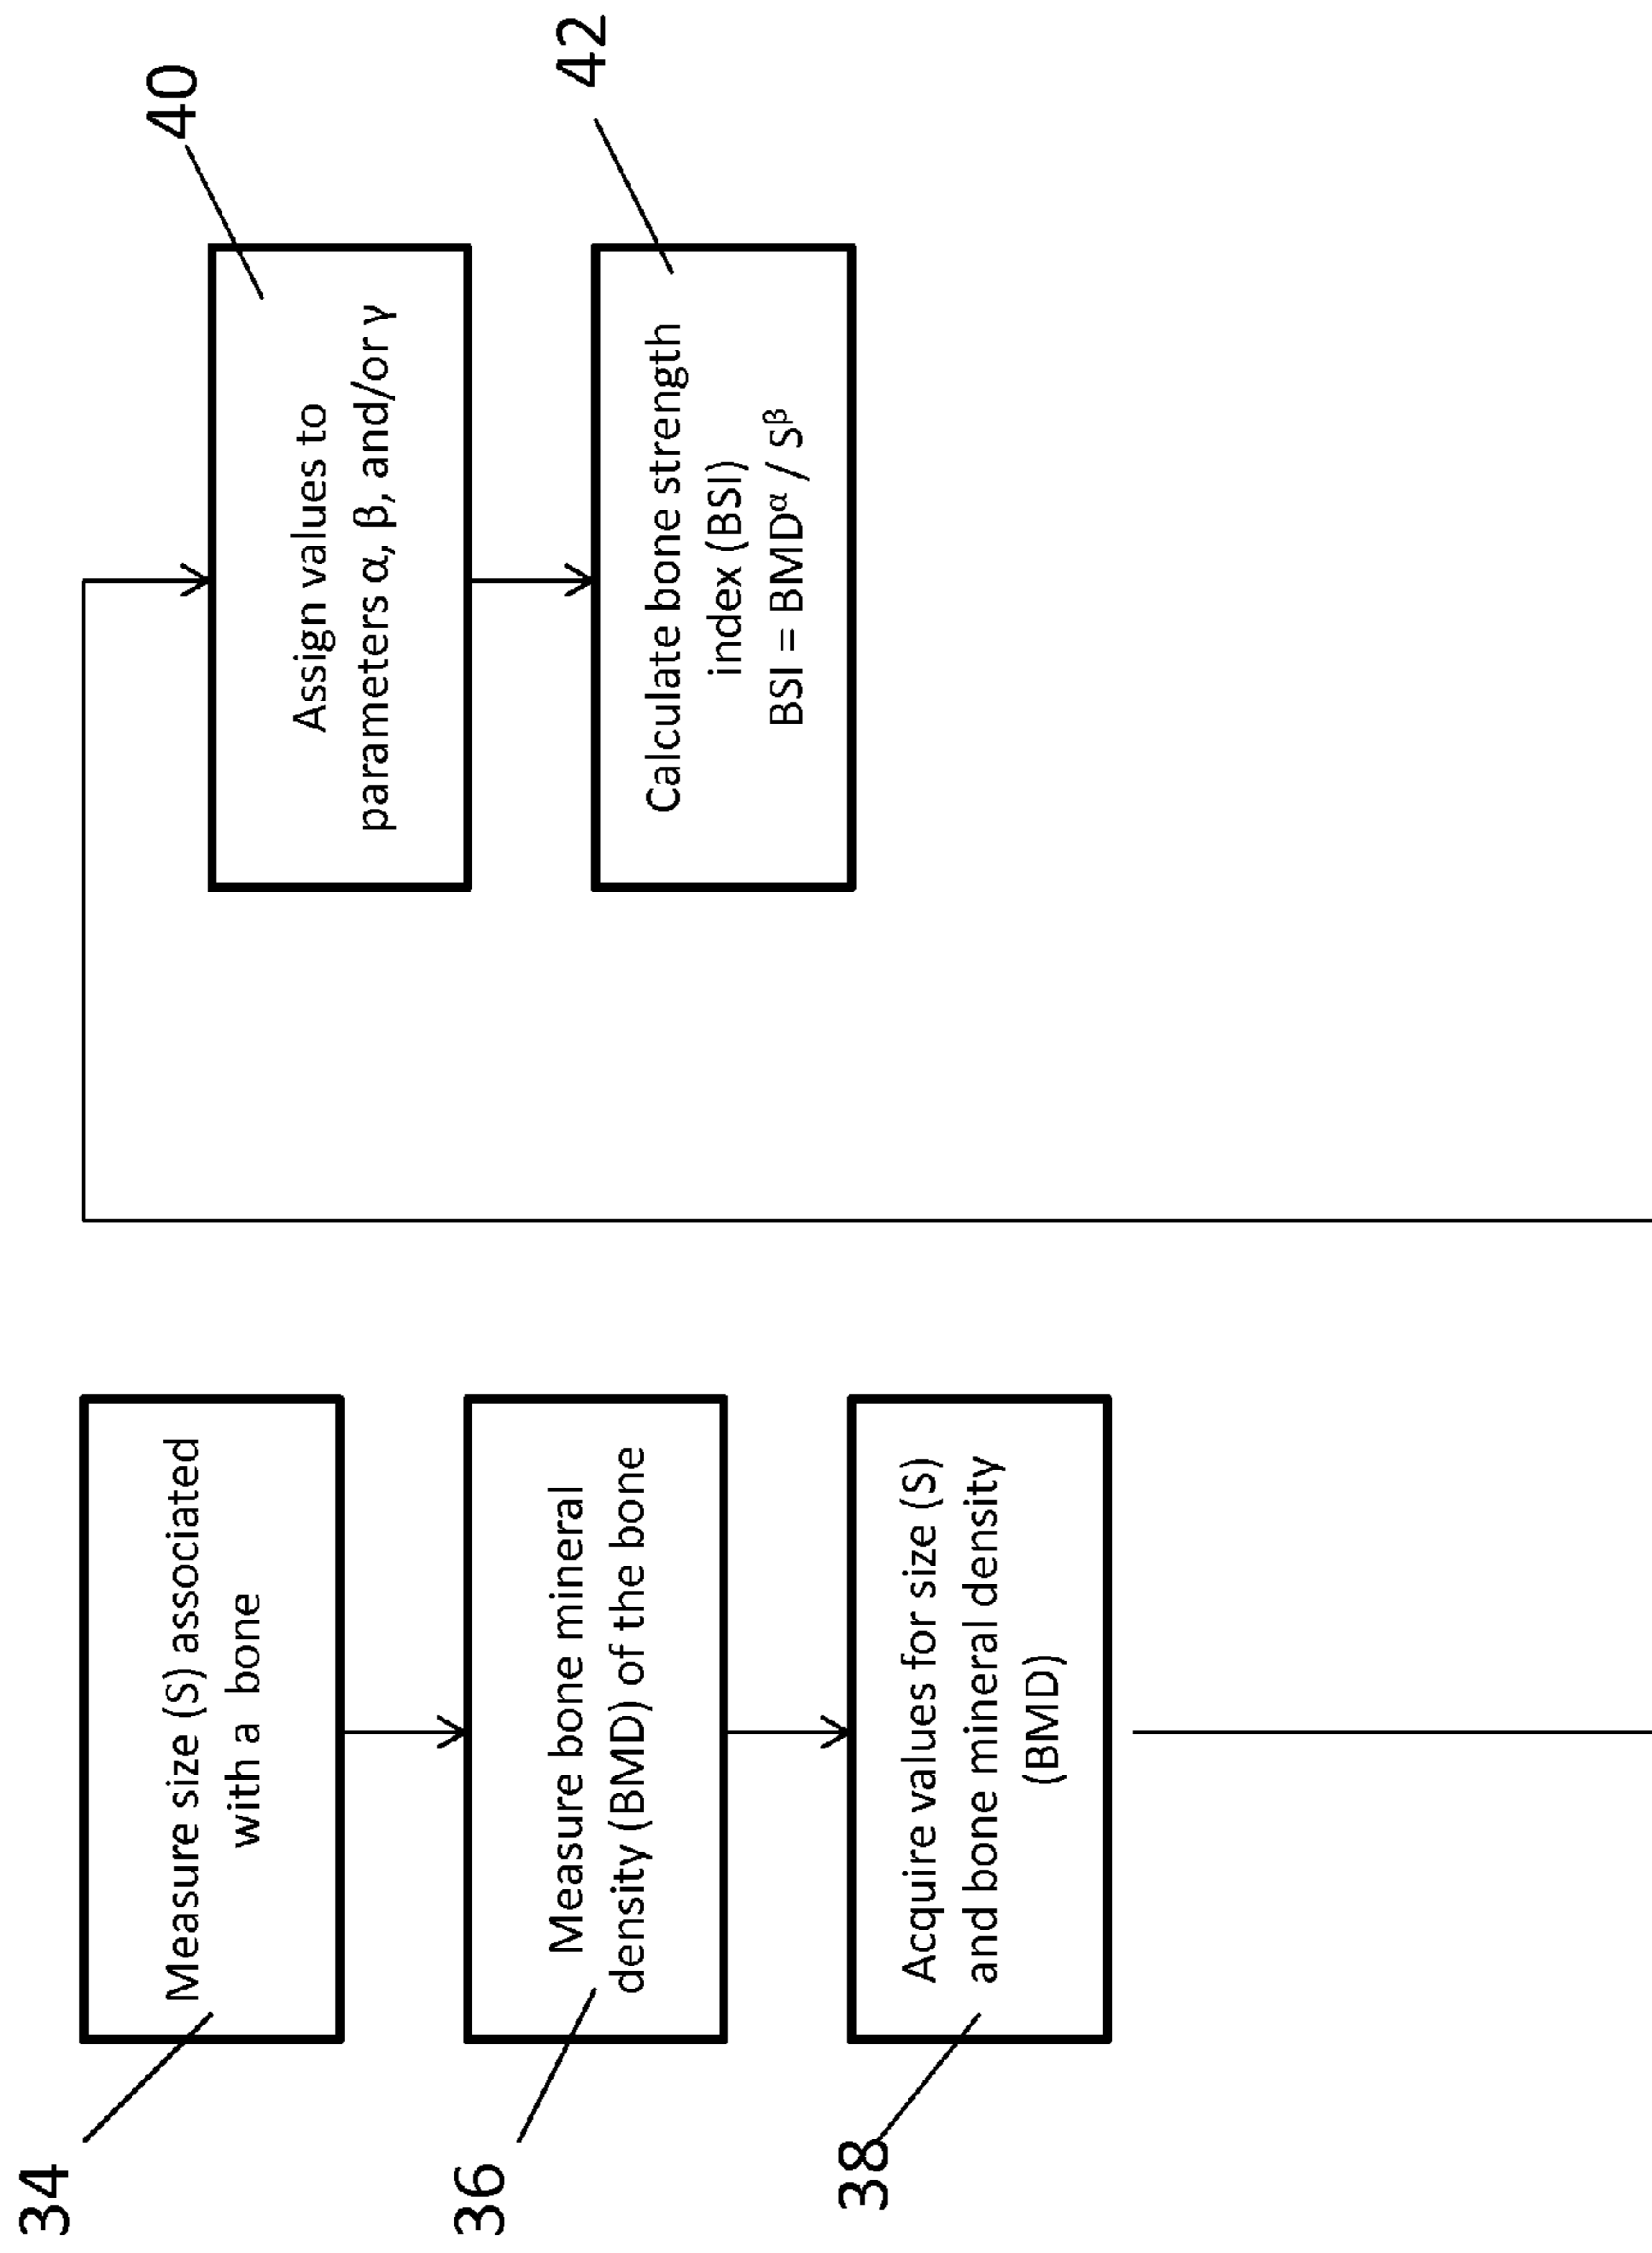 34
Measure size (S) associated
with a bone
36
Measure bone mineral
density (BMD) of the bone
38
Acquire values for size (S)
and bone mineral density
(BMD)
40
Assign values to
parameters α, β, and/or γ
42
Calculate bone strength
index (BSI)
BSI = BMD^α / S^β